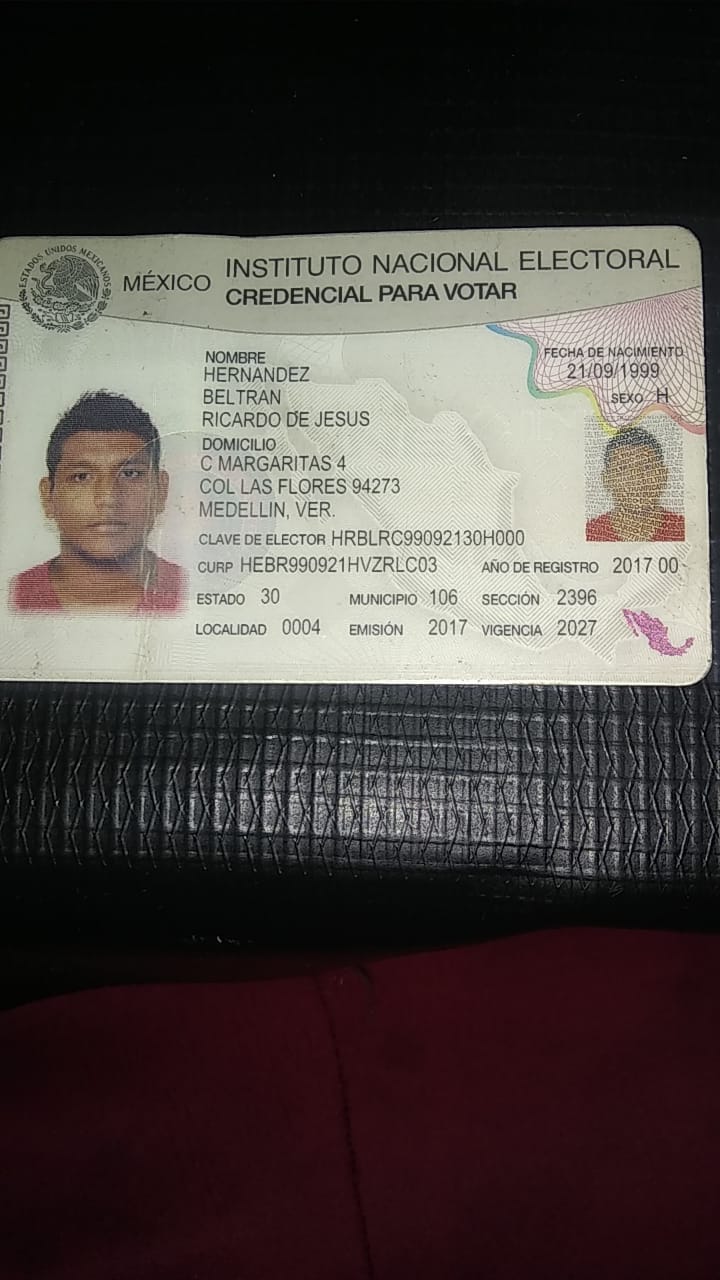 ESTADOS UNIDOS MEXICANOS
MÉXICO INSTITUTO NACIONAL ELECTORAL
CREDENCIAL PARA VOTAR
NOMBRE
HERNANDEZ
BELTRAN
RICARDO DE JESUS
FECHA DE NACIMIENTO
21/09/1999
SEXO H
DOMICILIO
C MARGARITAS 4
COL LAS FLORES 94273
MEDELLIN, VER.
CLAVE DE ELECTOR HRBLRC99092130H000
CURP HEBR990921HVZRLC03 AÑO DE REGISTRO 2017 00
ESTADO 30 MUNICIPIO 106 SECCIÓN 2396
LOCALIDAD 0004 EMISIÓN 2017 VIGENCIA 2027